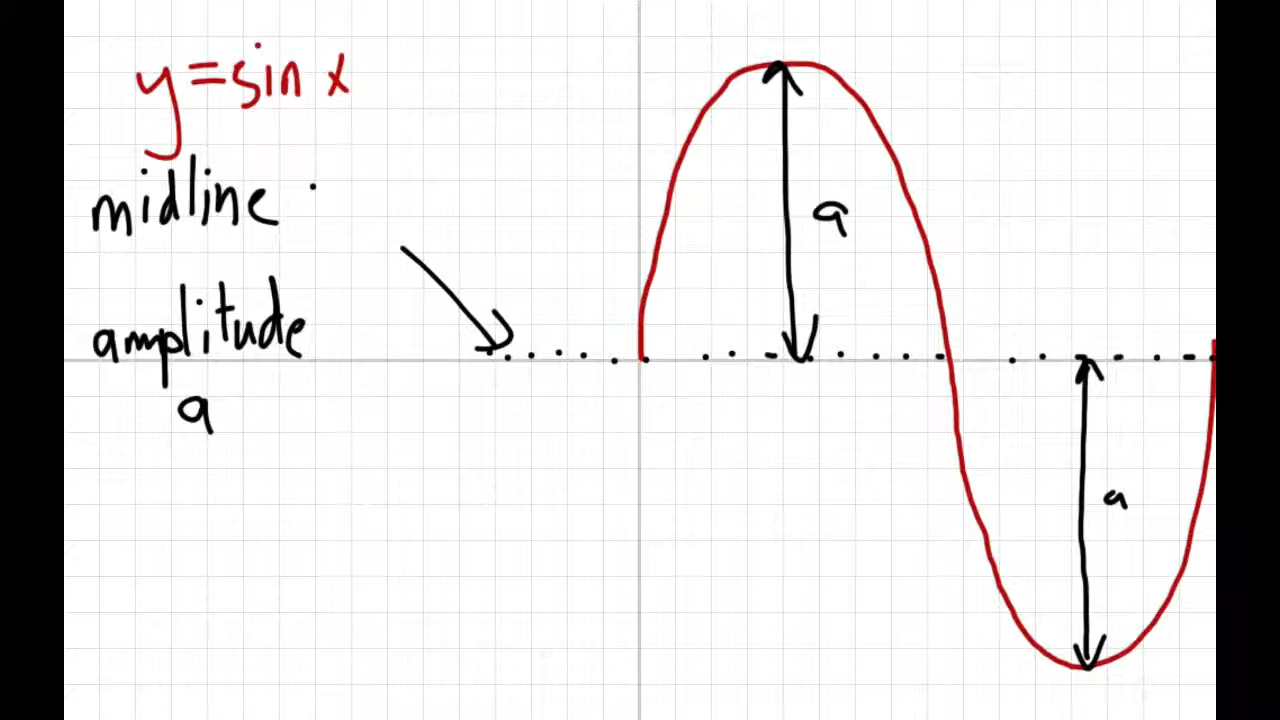 y = sin x
midline
amplitude
a
a
a